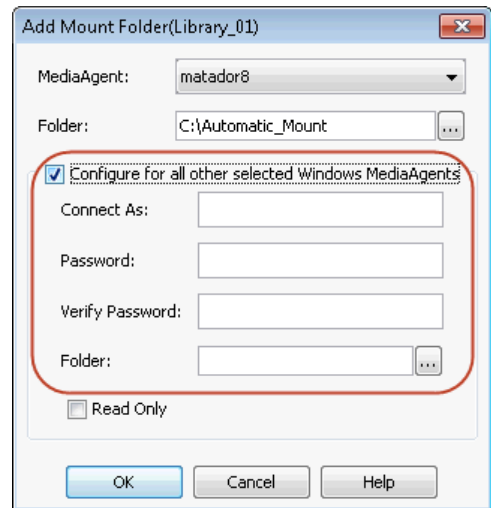 Add Mount Folder(Library_01)
MediaAgent: matador8
Folder: C:\Automatic_Mount ...
Configure for all other selected Windows MediaAgents
Connect As:
Password:
Verify Password:
Folder: ...
Read Only
OK Cancel Help